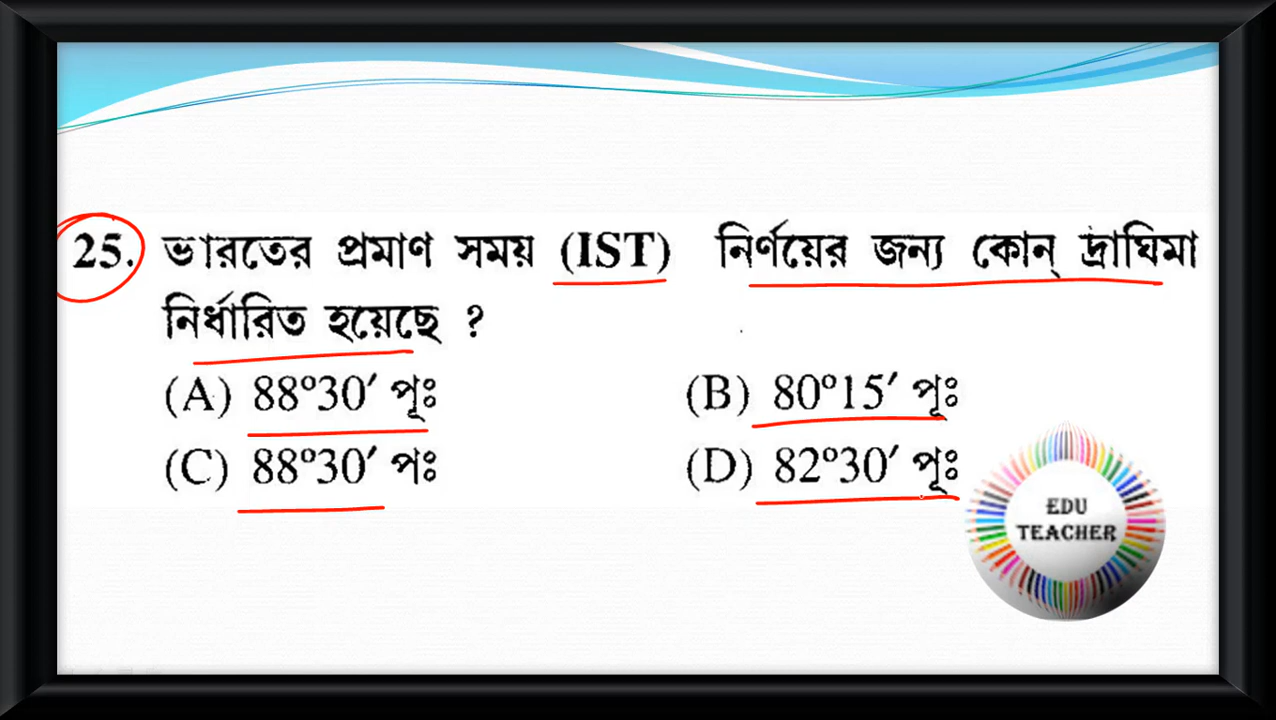 25. ভারতের প্রমাণ সময় (IST) নির্ণয়ের জন্য কোন্ দ্রাঘিমা
নির্ধারিত হয়েছে ?
(A) 88°30′ পূঃ (B) 80°15′ পূঃ
(C) 88°30′ পঃ (D) 82°30′ পূঃ
EDU
TEACHER